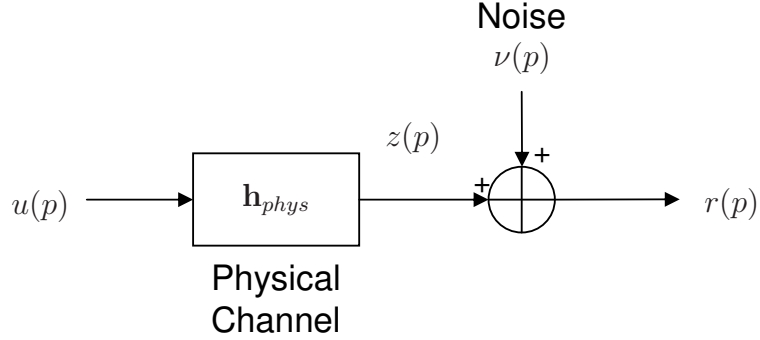 Noise
ν(p)
z(p)
+
+
u(p)
h_phys
r(p)
Physical
Channel